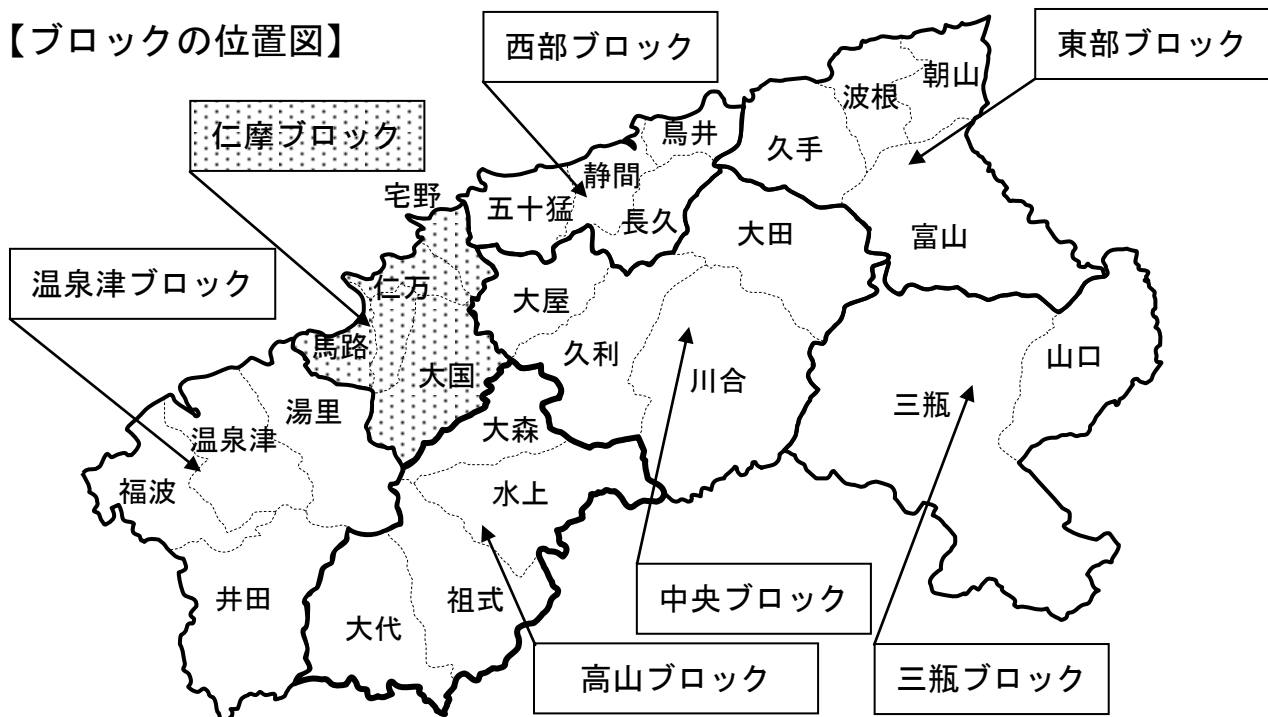 【ブロックの位置図】
西部ブロック
東部ブロック
仁摩ブロック
温泉津ブロック
朝山
波根
久手
鳥井
静間
五十猛
長久
宅野
富山
大田
仁万
大屋
馬路
久利
大国
川合
山口
三瓶
湯里
温泉津
大森
福波
水上
井田
祖式
大代
中央ブロック
高山ブロック
三瓶ブロック